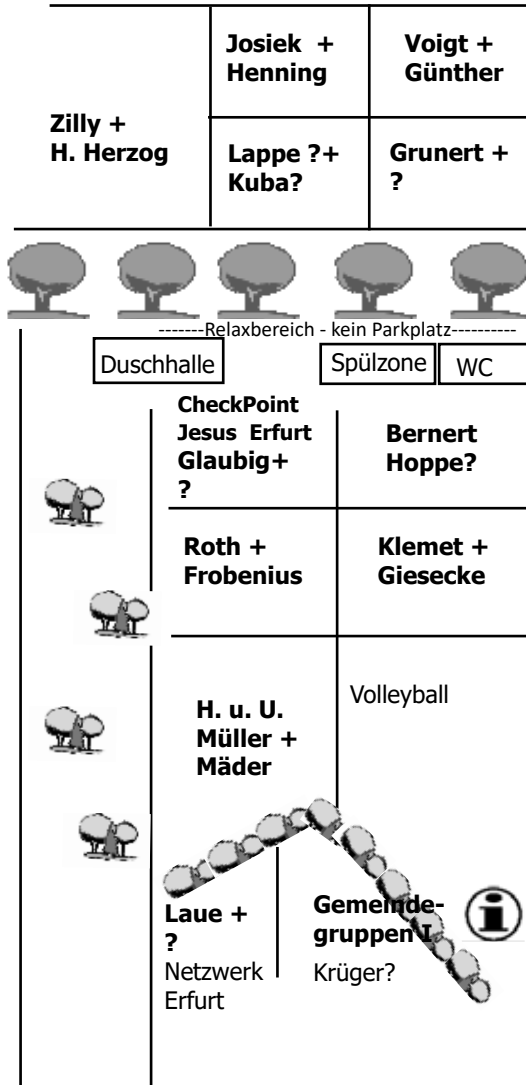 Josiek +
Henning
Voigt +
Günther
Zilly +
H. Herzog
Lappe ?+
Kuba?
Grunert +
?
-------Relaxbereich - kein Parkplatz----------
Duschhalle
Spülzone
WC
CheckPoint
Jesus Erfurt
Glaubig+
?
Bernert
Hoppe?
Roth +
Frobenius
Klemet +
Giesecke
H. u. U.
Müller +
Mäder
Volleyball
Laue +
?
Netzwerk
Erfurt
Gemeinde-
gruppen I
Krüger?